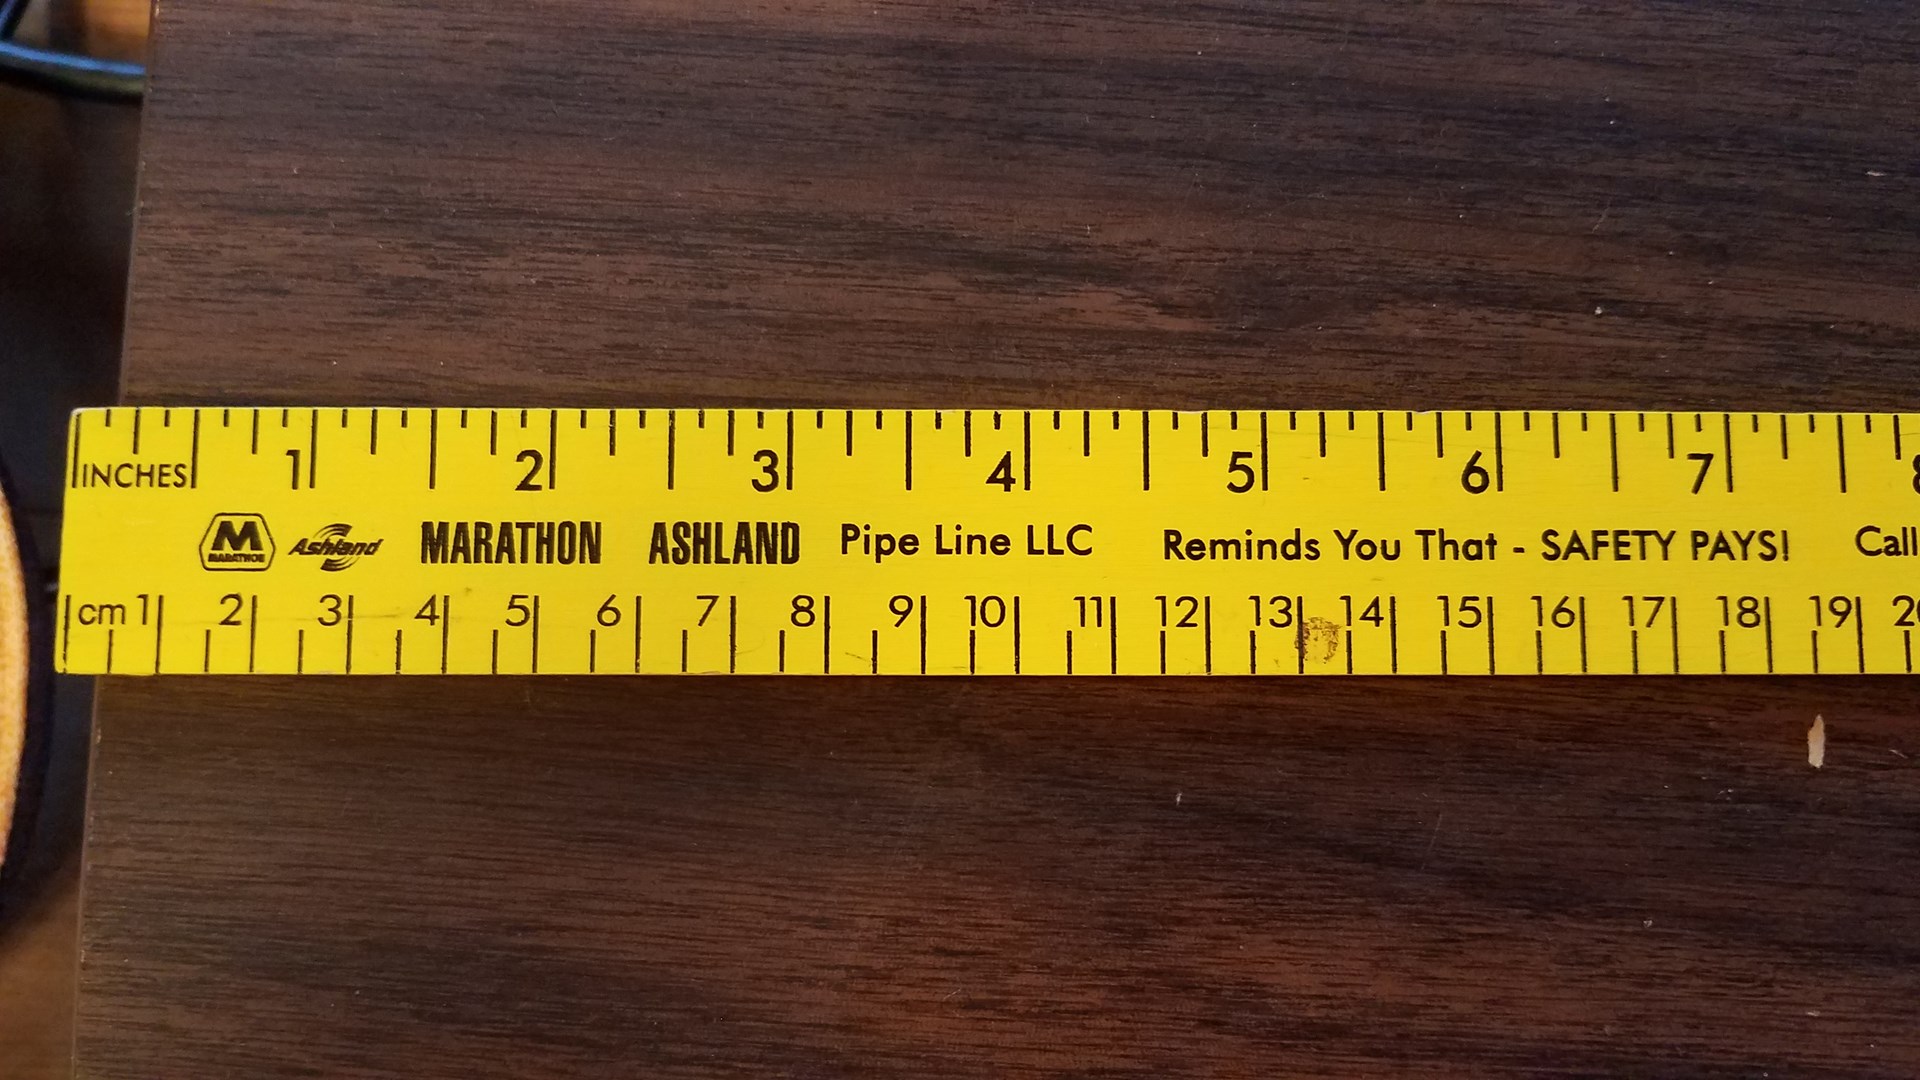 INCHES 1 2 3 4 5 6 7 8
M MARATHON Ashland MARATHON ASHLAND Pipe Line LLC Reminds You That - SAFETY PAYS! Call
cm 1 2 3 4 5 6 7 8 9 10 11 12 13 14 15 16 17 18 19 20